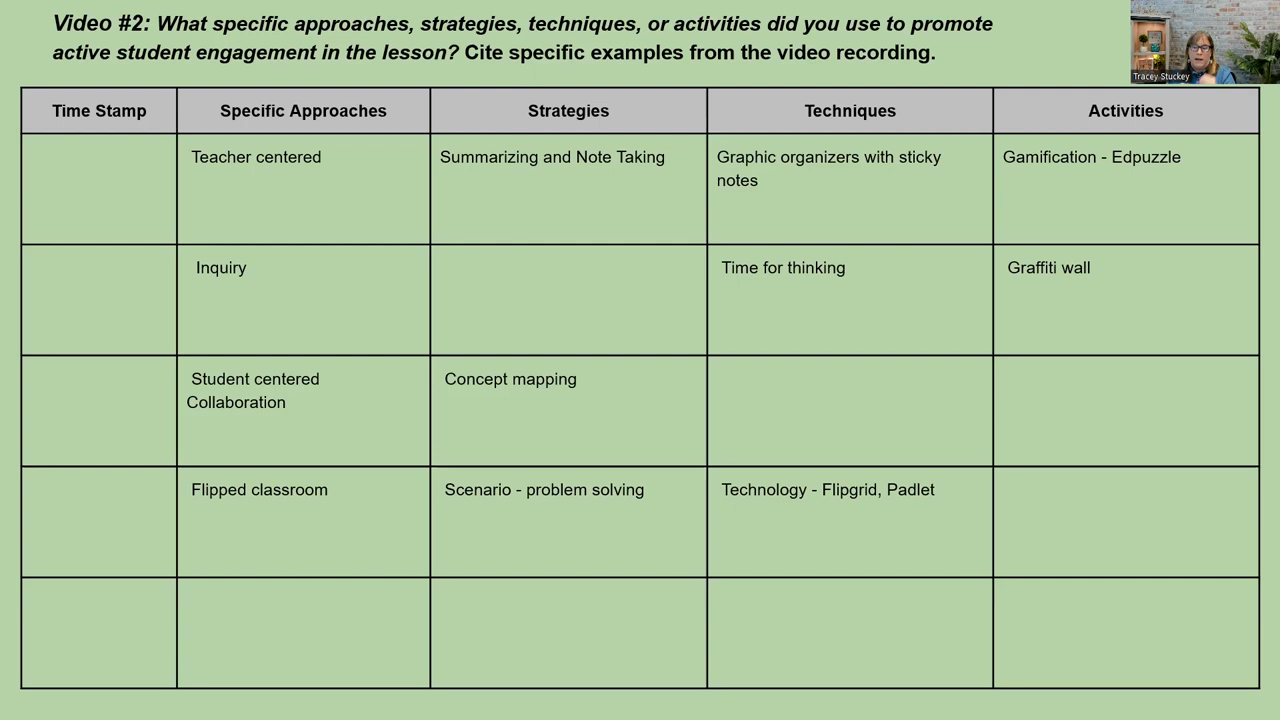 Video #2: What specific approaches, strategies, techniques, or activities did you use to promote
active student engagement in the lesson? Cite specific examples from the video recording.
Tracey Stuckey
Time Stamp Specific Approaches Strategies Techniques Activities
Teacher centered Summarizing and Note Taking Graphic organizers with sticky Gamification - Edpuzzle
notes
Inquiry Time for thinking Graffiti wall
Student centered Concept mapping
Collaboration
Flipped classroom Scenario - problem solving Technology - Flipgrid, Padlet